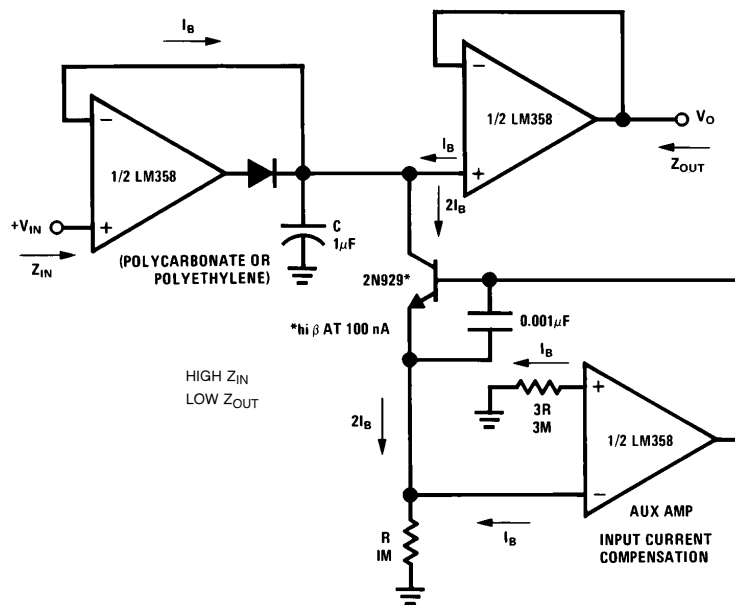 I_B
−
1/2 LM358
+
+V_IN
Z_IN
(POLYCARBONATE OR
POLYETHYLENE)
C
1μF
−
1/2 LM358
+
I_B
V_O
Z_OUT
2I_B
2N929*
*hi β AT 100 nA
0.001μF
HIGH Z_IN
LOW Z_OUT
I_B
3R
3M
+
1/2 LM358
−
2I_B
AUX AMP
INPUT CURRENT
COMPENSATION
I_B
R
1M